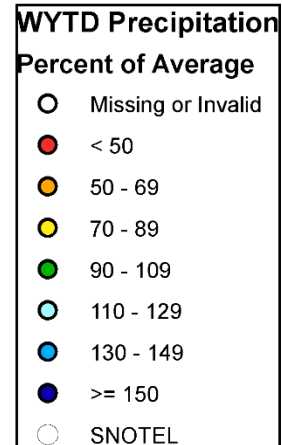 WYTD Precipitation
Percent of Average
Missing or Invalid
< 50
50 - 69
70 - 89
90 - 109
110 - 129
130 - 149
>= 150
SNOTEL